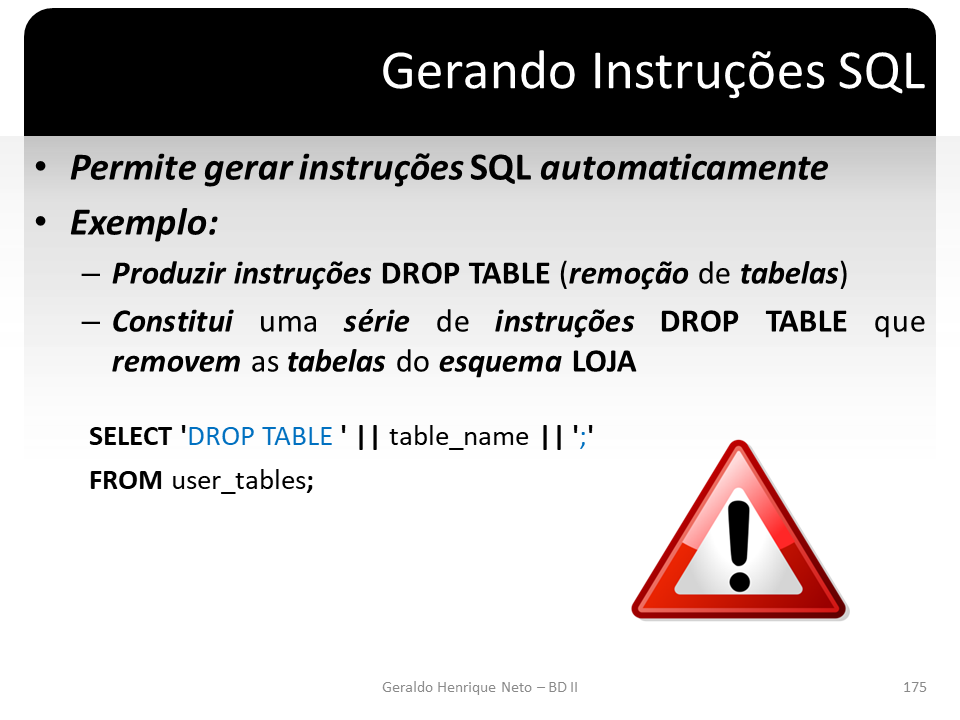 Gerando Instruções SQL
• Permite gerar instruções SQL automaticamente
• Exemplo:
– Produzir instruções DROP TABLE (remoção de tabelas)
– Constitui uma série de instruções DROP TABLE que
removem as tabelas do esquema LOJA
SELECT 'DROP TABLE ' || table_name || ';'
FROM user_tables;
Geraldo Henrique Neto – BD II
175